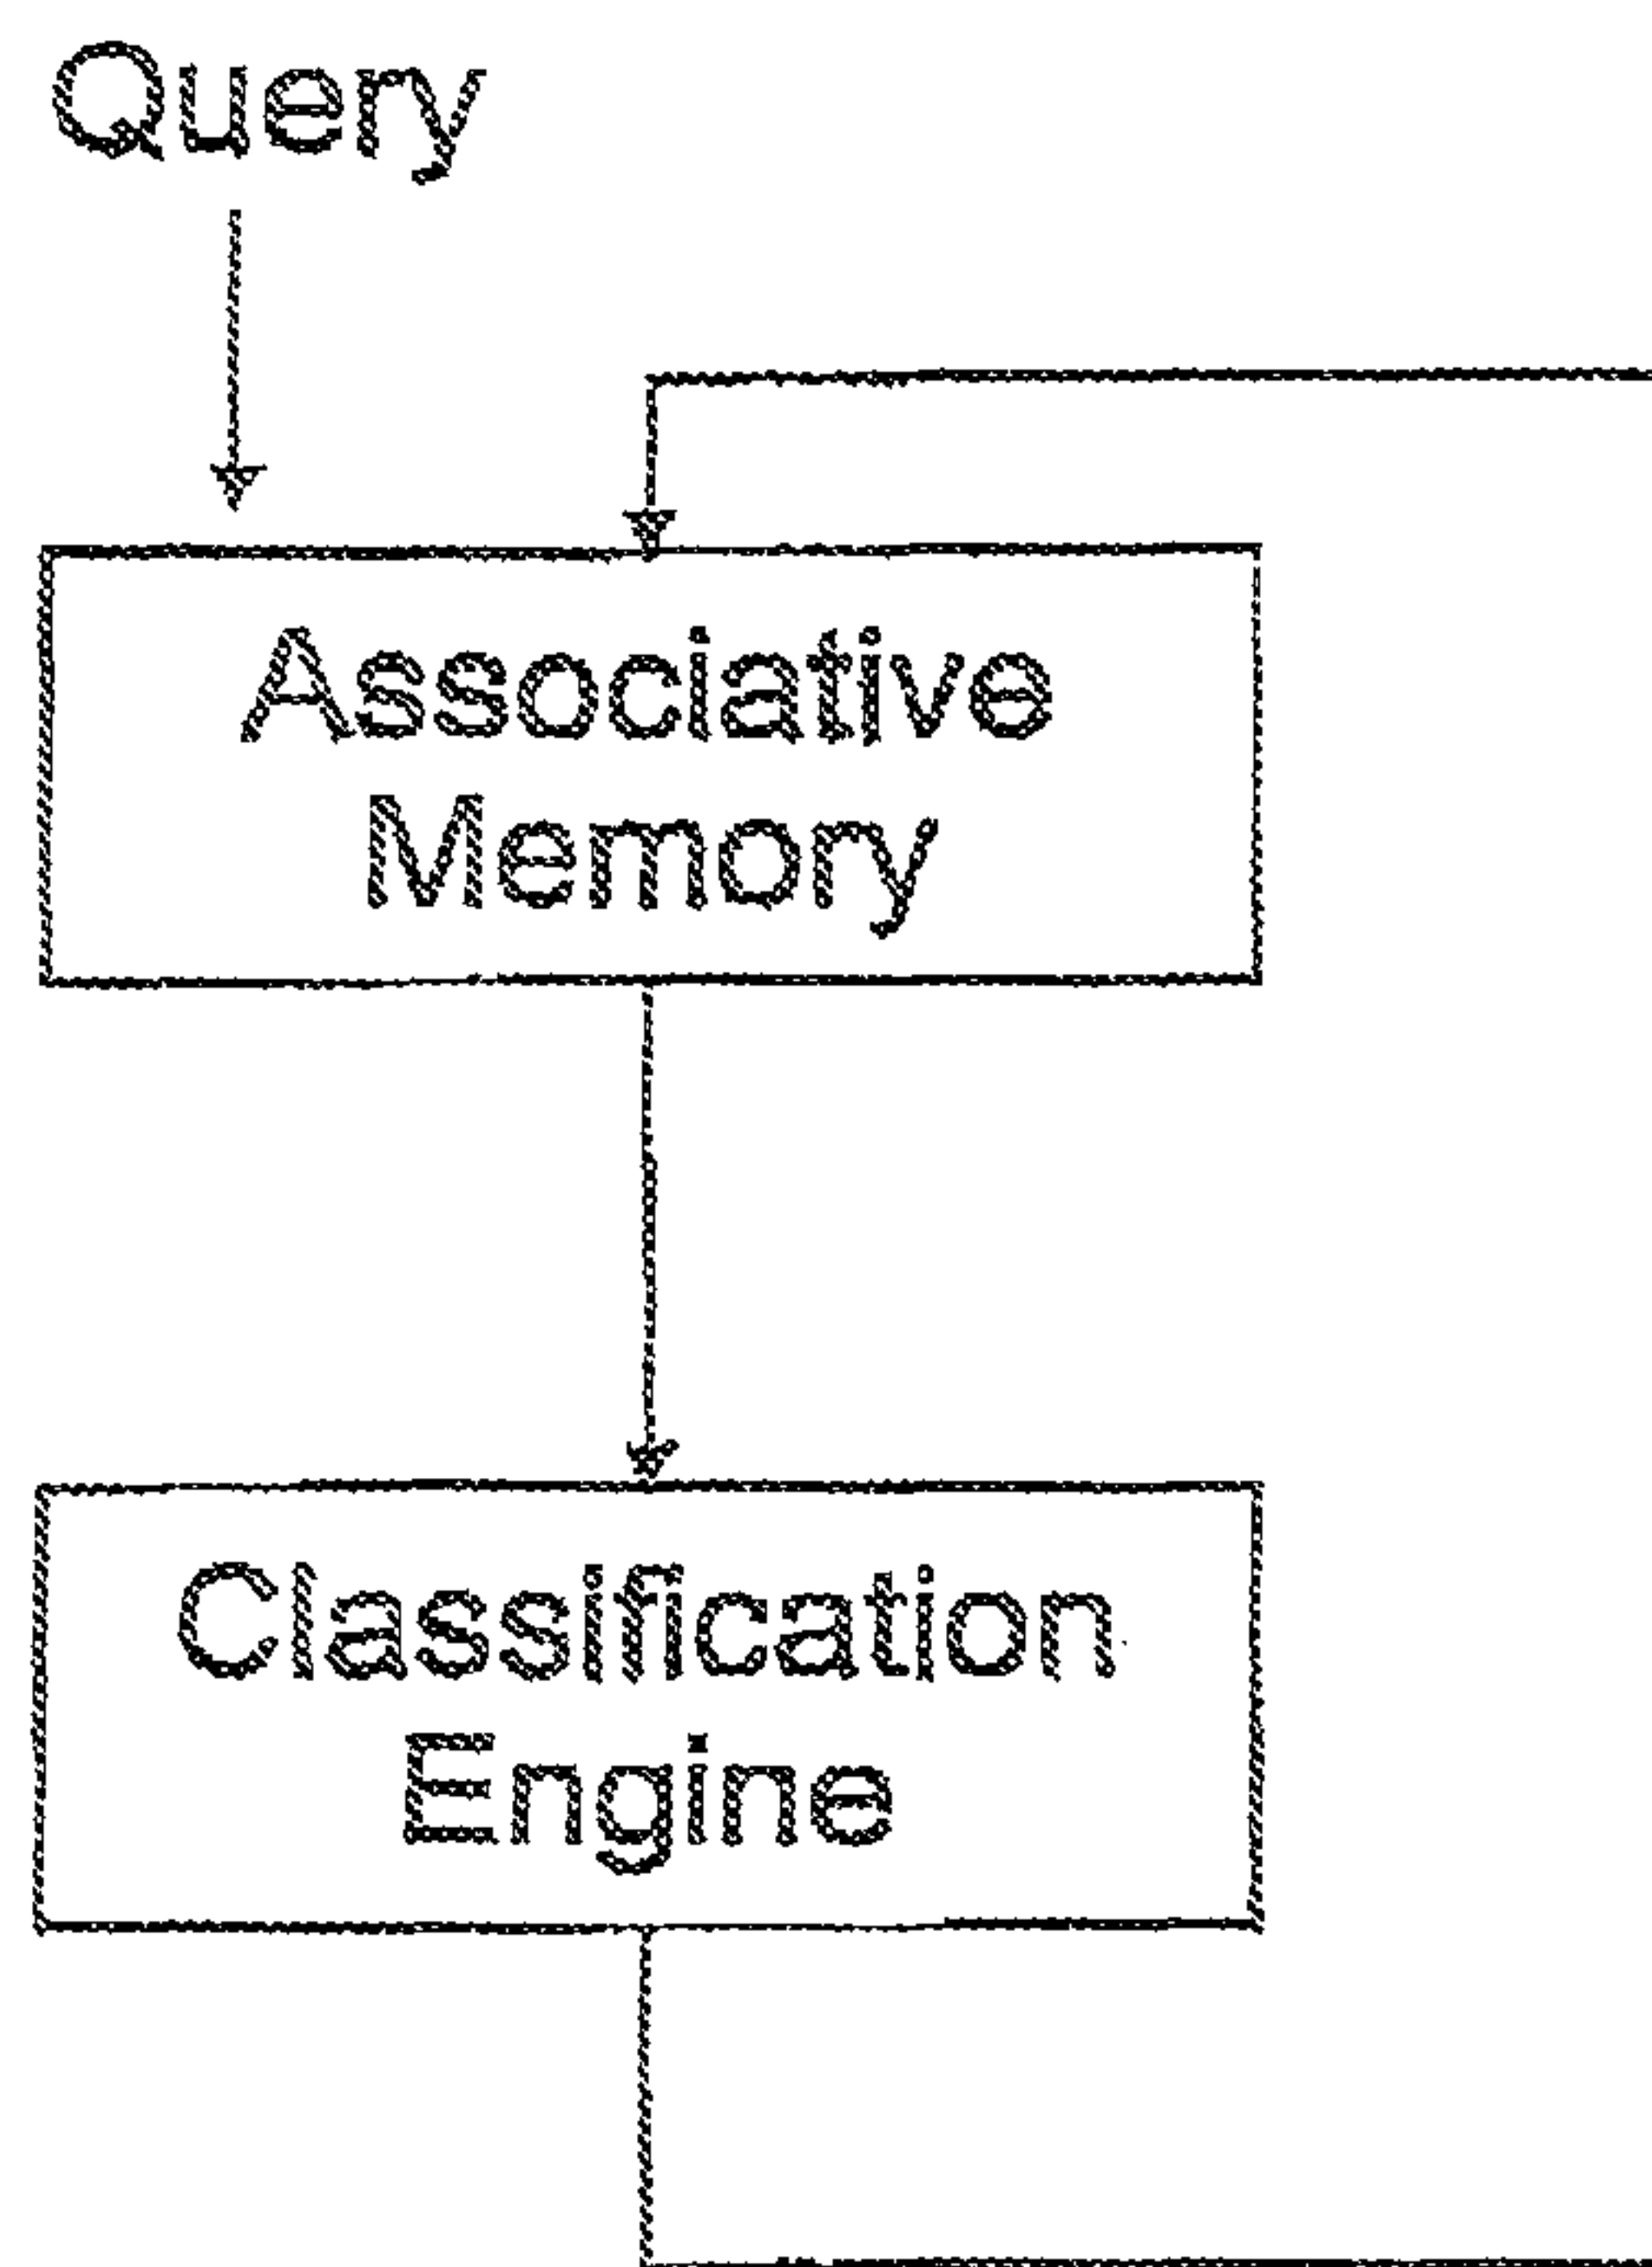 Query
Associative
Memory
Classification
Engine